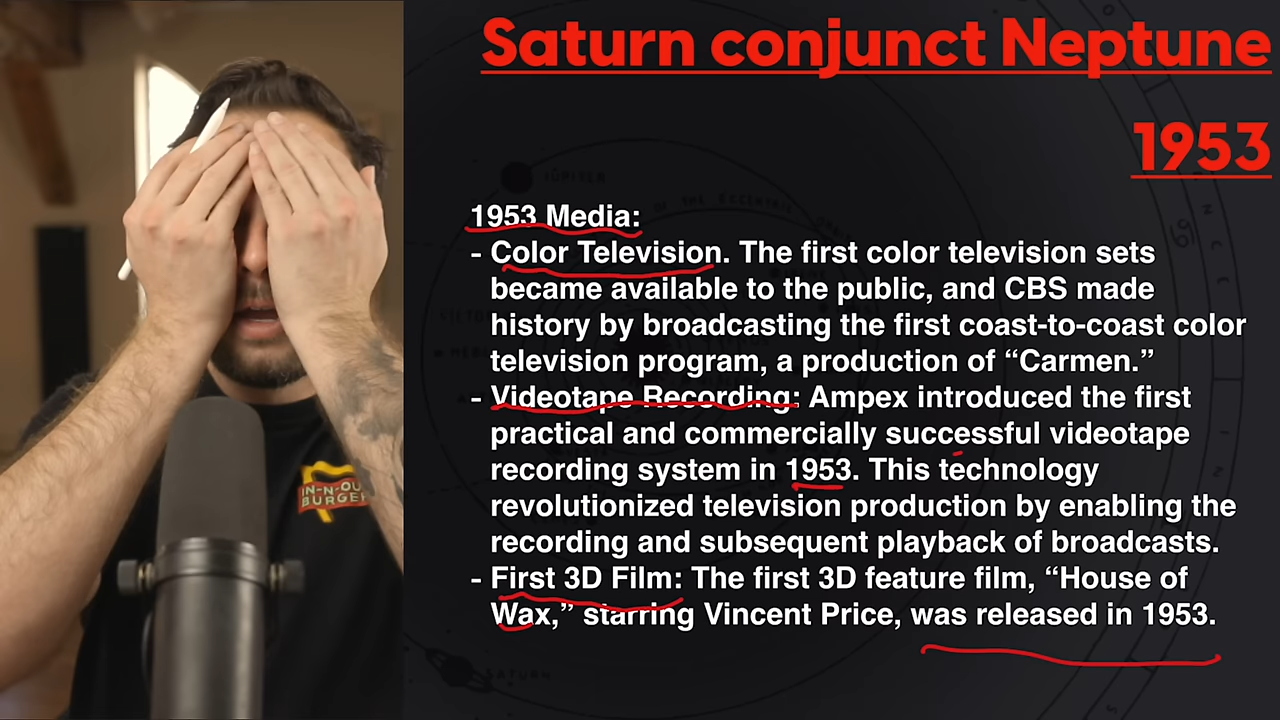 Saturn conjunct Neptune
1953
1953 Media:
- Color Television. The first color television sets
became available to the public, and CBS made
history by broadcasting the first coast-to-coast color
television program, a production of “Carmen.”
- Videotape Recording: Ampex introduced the first
practical and commercially successful videotape
recording system in 1953. This technology
revolutionized television production by enabling the
recording and subsequent playback of broadcasts.
- First 3D Film: The first 3D feature film, “House of
Wax,” starring Vincent Price, was released in 1953.
IN-N-OU
BURGER
SATURN